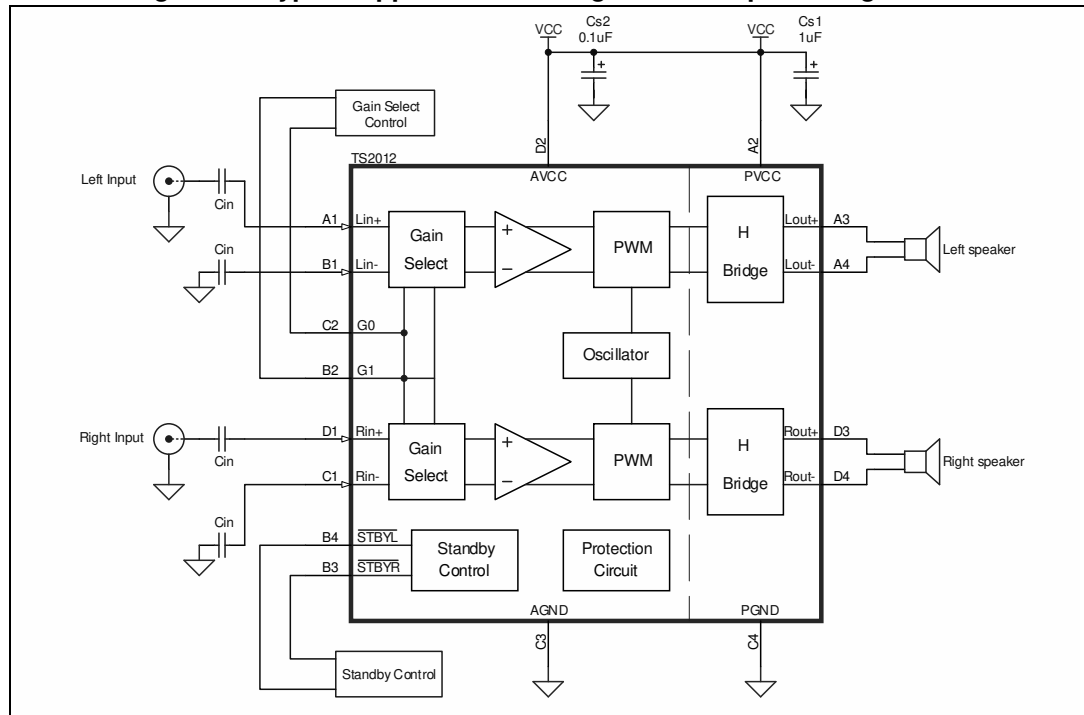 VCC
Cs2
0.1uF
VCC
Cs1
1uF
Gain Select
Control
D2
A2
TS2012
AVCC
PVCC
Left Input
Cin
A1
Lin+
Gain
Select
+
−
PWM
H
Bridge
Lout+
A3
Left speaker
Cin
B1
Lin-
Lout-
A4
C2
G0
Oscillator
B2
G1
Right Input
Cin
D1
Rin+
Gain
Select
+
−
PWM
H
Bridge
Rout+
D3
Right speaker
C1
Rin-
Rout-
D4
Cin
B4
STBYL
Standby
Control
Protection
Circuit
B3
STBYR
AGND
PGND
C3
C4
Standby Control